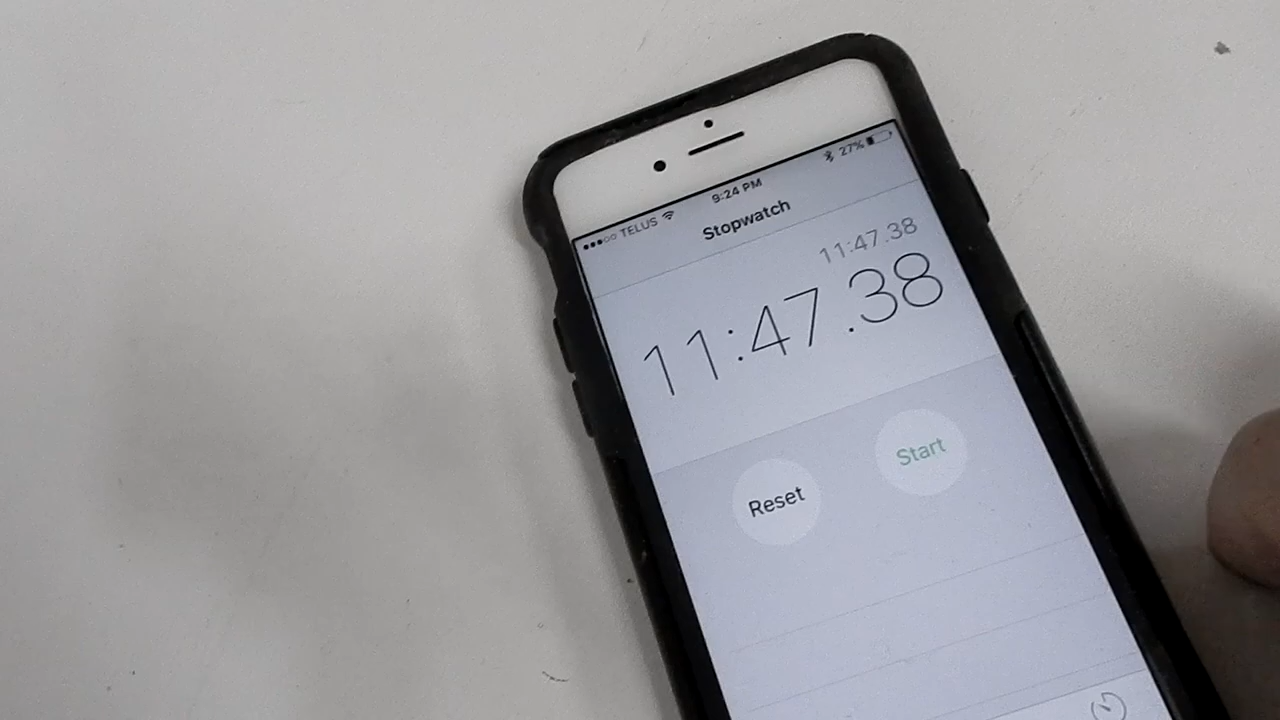 ●●●○○ TELUS 9:24 PM 27%
Stopwatch
11:47.38
11:47.38
Reset Start